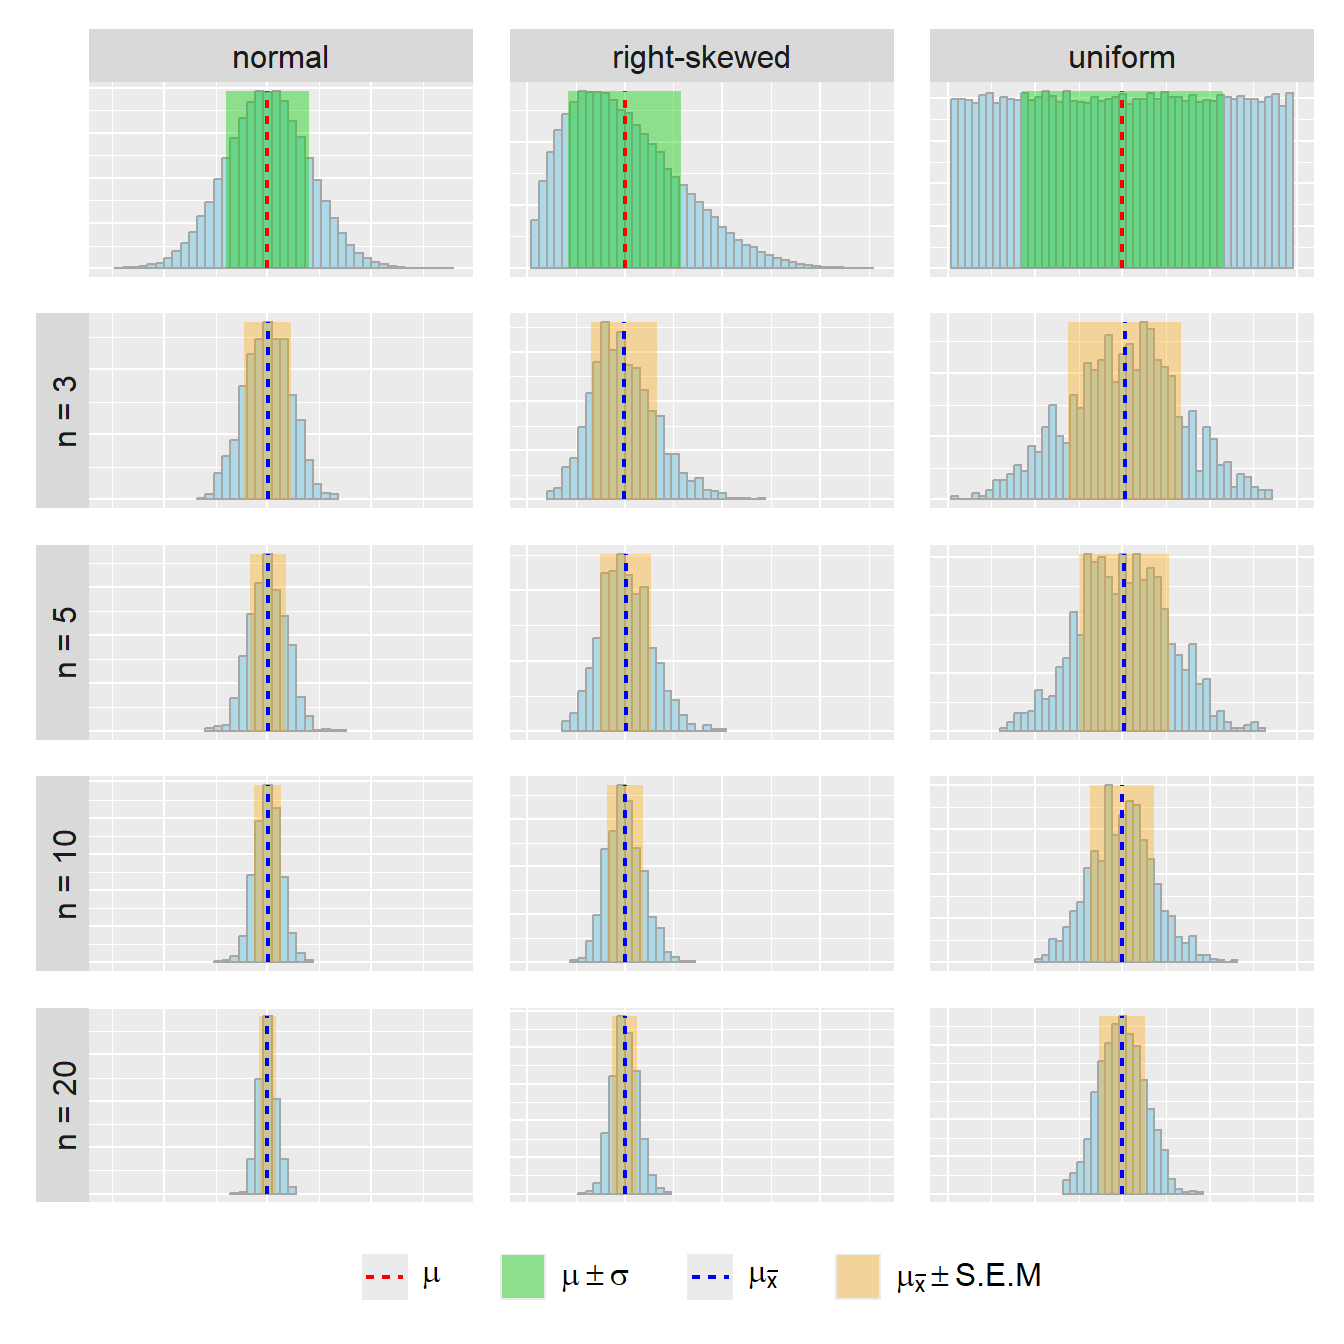 normal right-skewed uniform
n = 3
n = 5
n = 10
n = 20
μ μ ± σ μx̄ μx̄ ± S.E.M